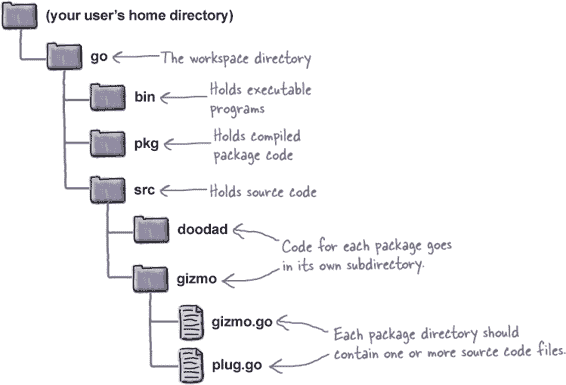 (your user’s home directory)
go
The workspace directory
bin
Holds executable
programs
pkg
Holds compiled
package code
src
Holds source code
doodad
Code for each package goes
in its own subdirectory.
gizmo
gizmo.go
Each package directory should
contain one or more source code files.
plug.go